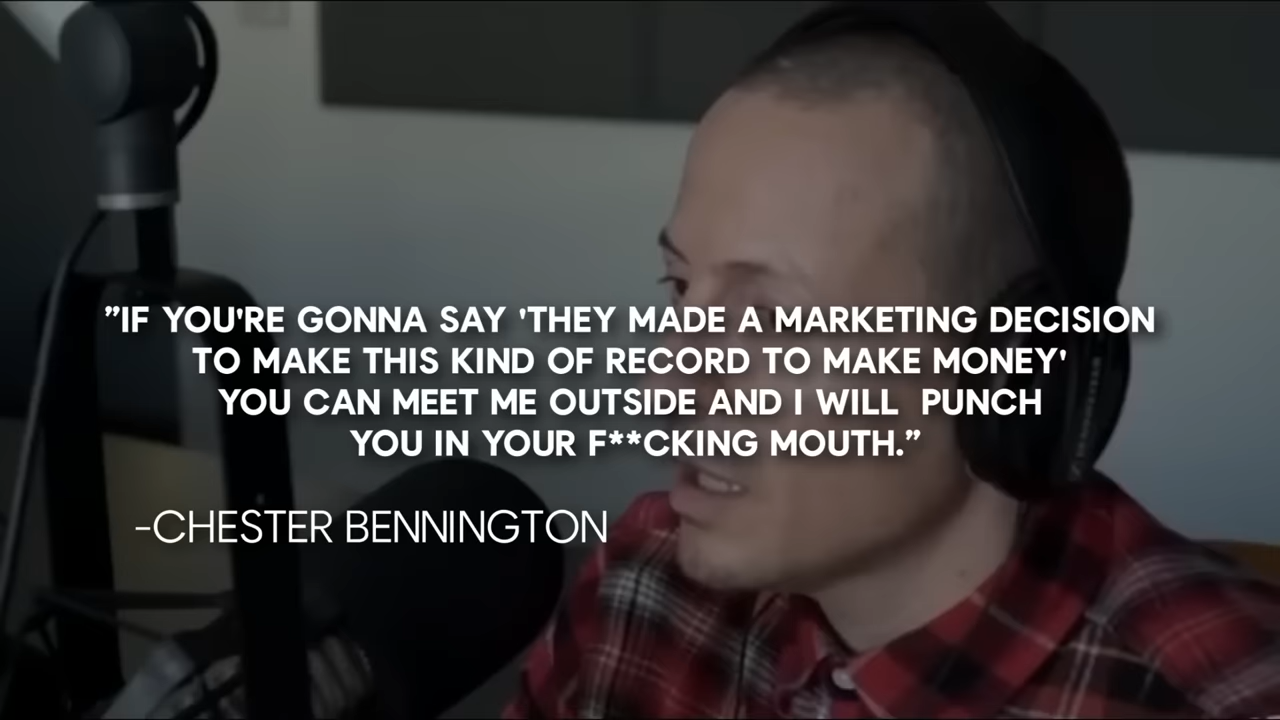 ”IF YOU'RE GONNA SAY 'THEY MADE A MARKETING DECISION
TO MAKE THIS KIND OF RECORD TO MAKE MONEY'
YOU CAN MEET ME OUTSIDE AND I WILL  PUNCH
YOU IN YOUR F**CKING MOUTH.”
-CHESTER BENNINGTON